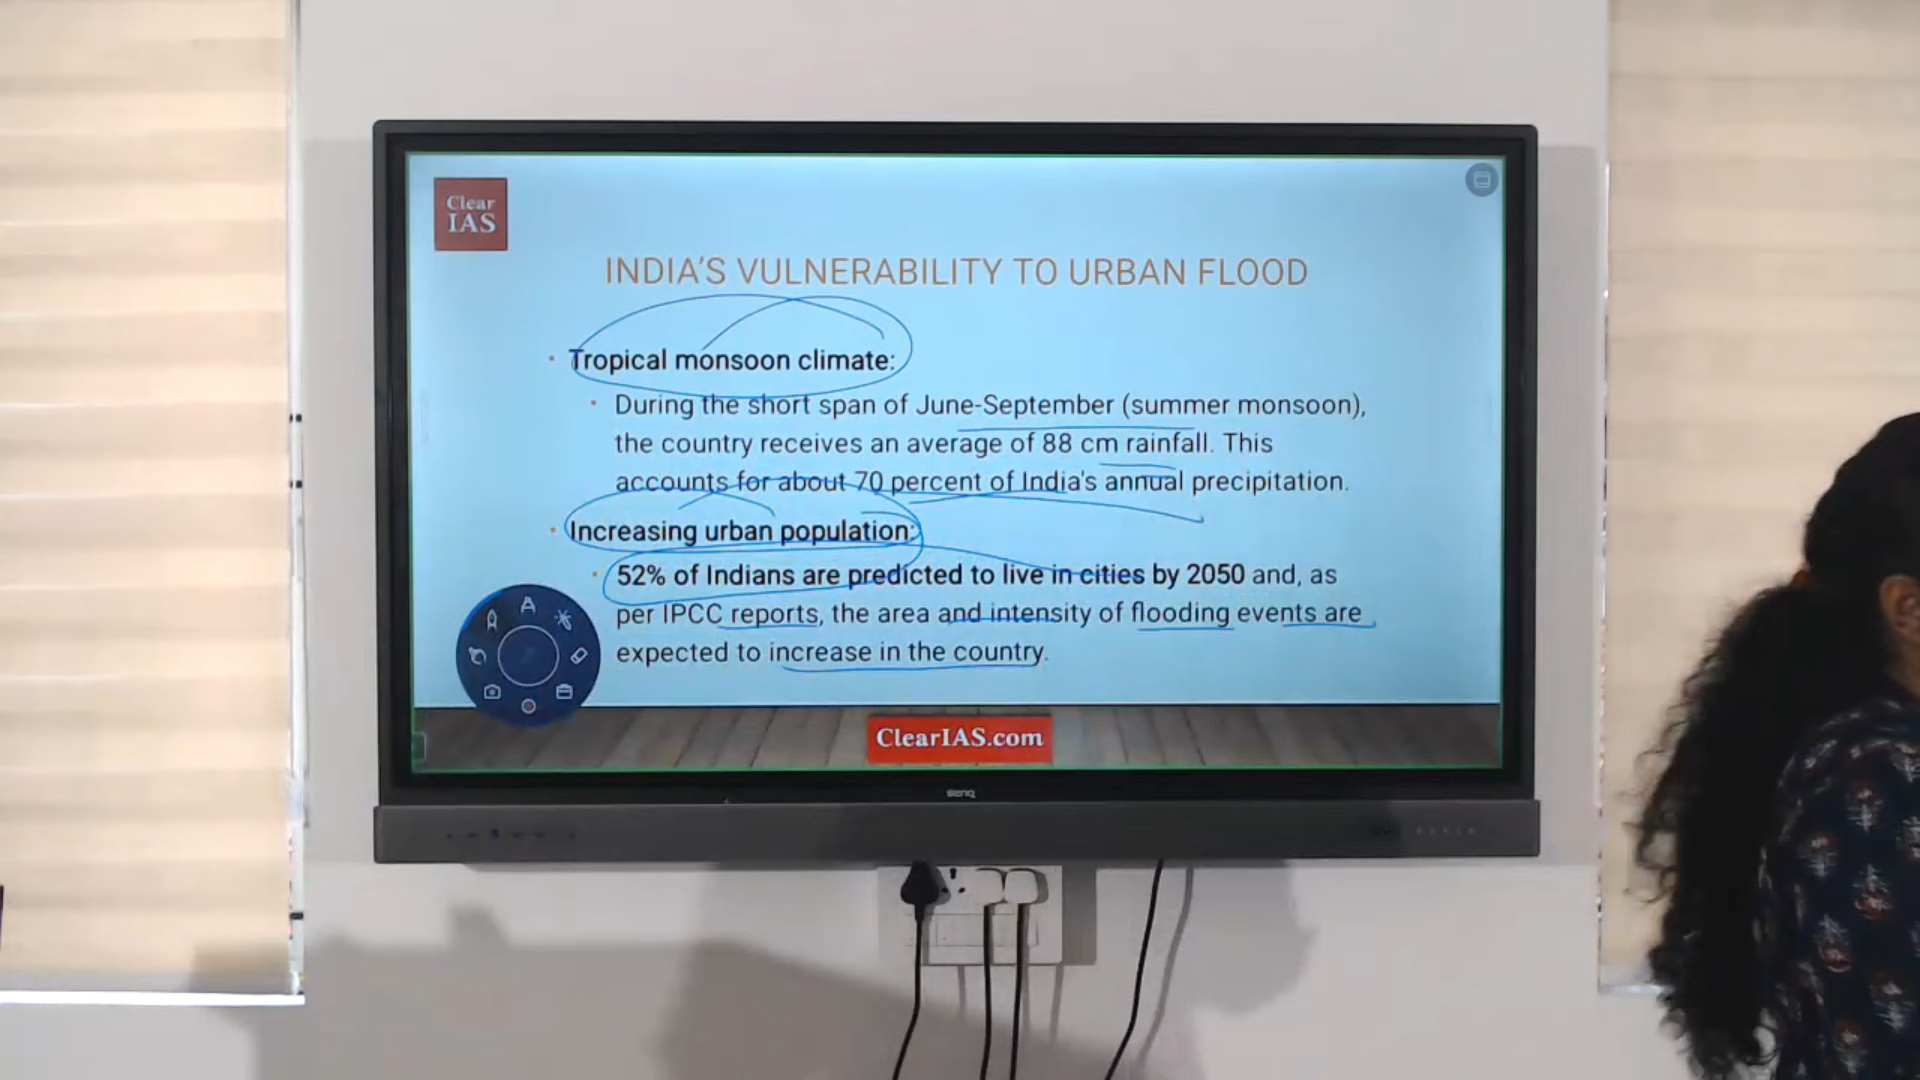 Clear
IAS
INDIA'S VULNERABILITY TO URBAN FLOOD
Tropical monsoon climate:
During the short span of June-September (summer monsoon),
the country receives an average of 88 cm rainfall. This
accounts for about 70 percent of India's annual precipitation.
Increasing urban population:
52% of Indians are predicted to live in cities by 2050 and, as
per IPCC reports, the area and intensity of flooding events are
expected to increase in the country.
ClearIAS.com
BenQ